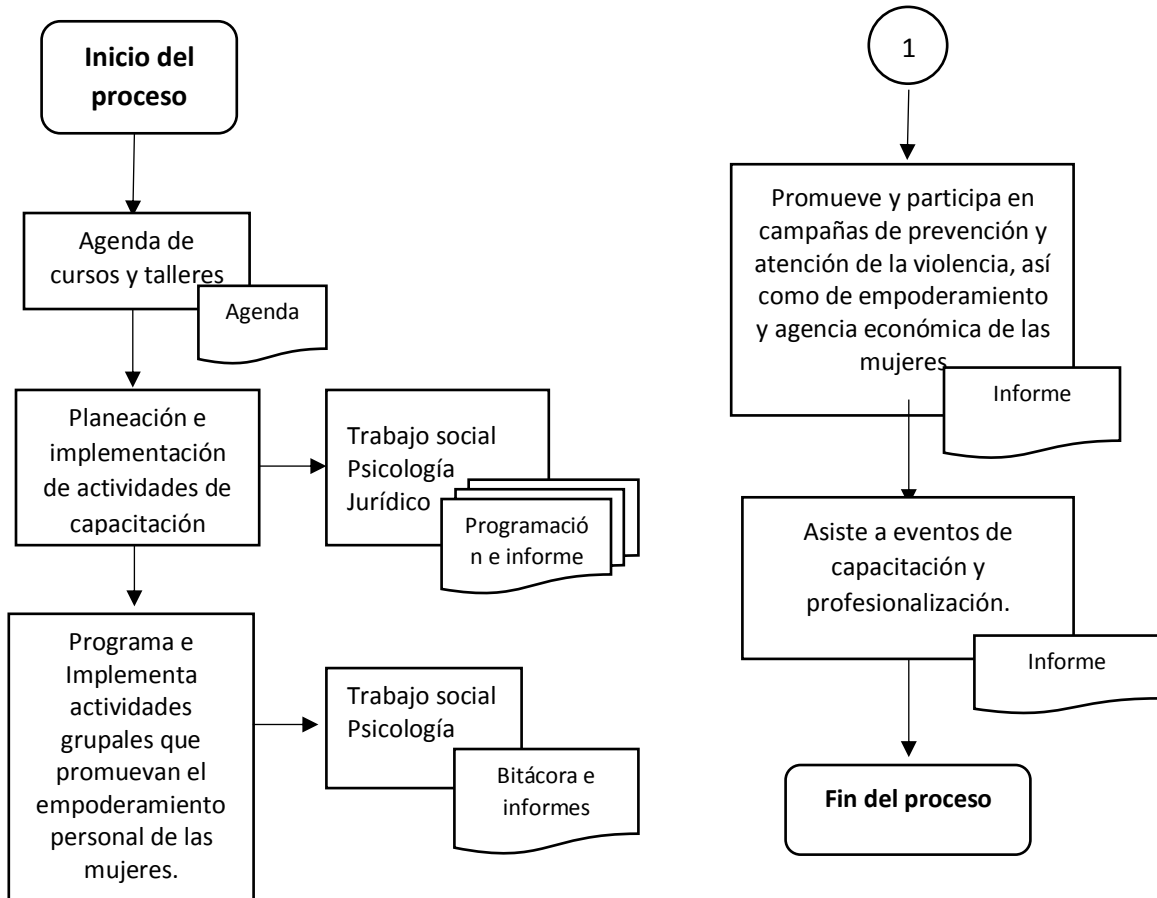 Inicio del
proceso
Agenda de
cursos y talleres
Agenda
Planeación e
implementación
de actividades de
capacitación
Trabajo social
Psicología
Jurídico
Programació
n e informe
Programa e
Implementa
actividades
grupales que
promuevan el
empoderamiento
personal de las
mujeres.
Trabajo social
Psicología
Bitácora e
informes
1
Promueve y participa en
campañas de prevención y
atención de la violencia, así
como de empoderamiento
y agencia económica de las
mujeres
Informe
Asiste a eventos de
capacitación y
profesionalización.
Informe
Fin del proceso